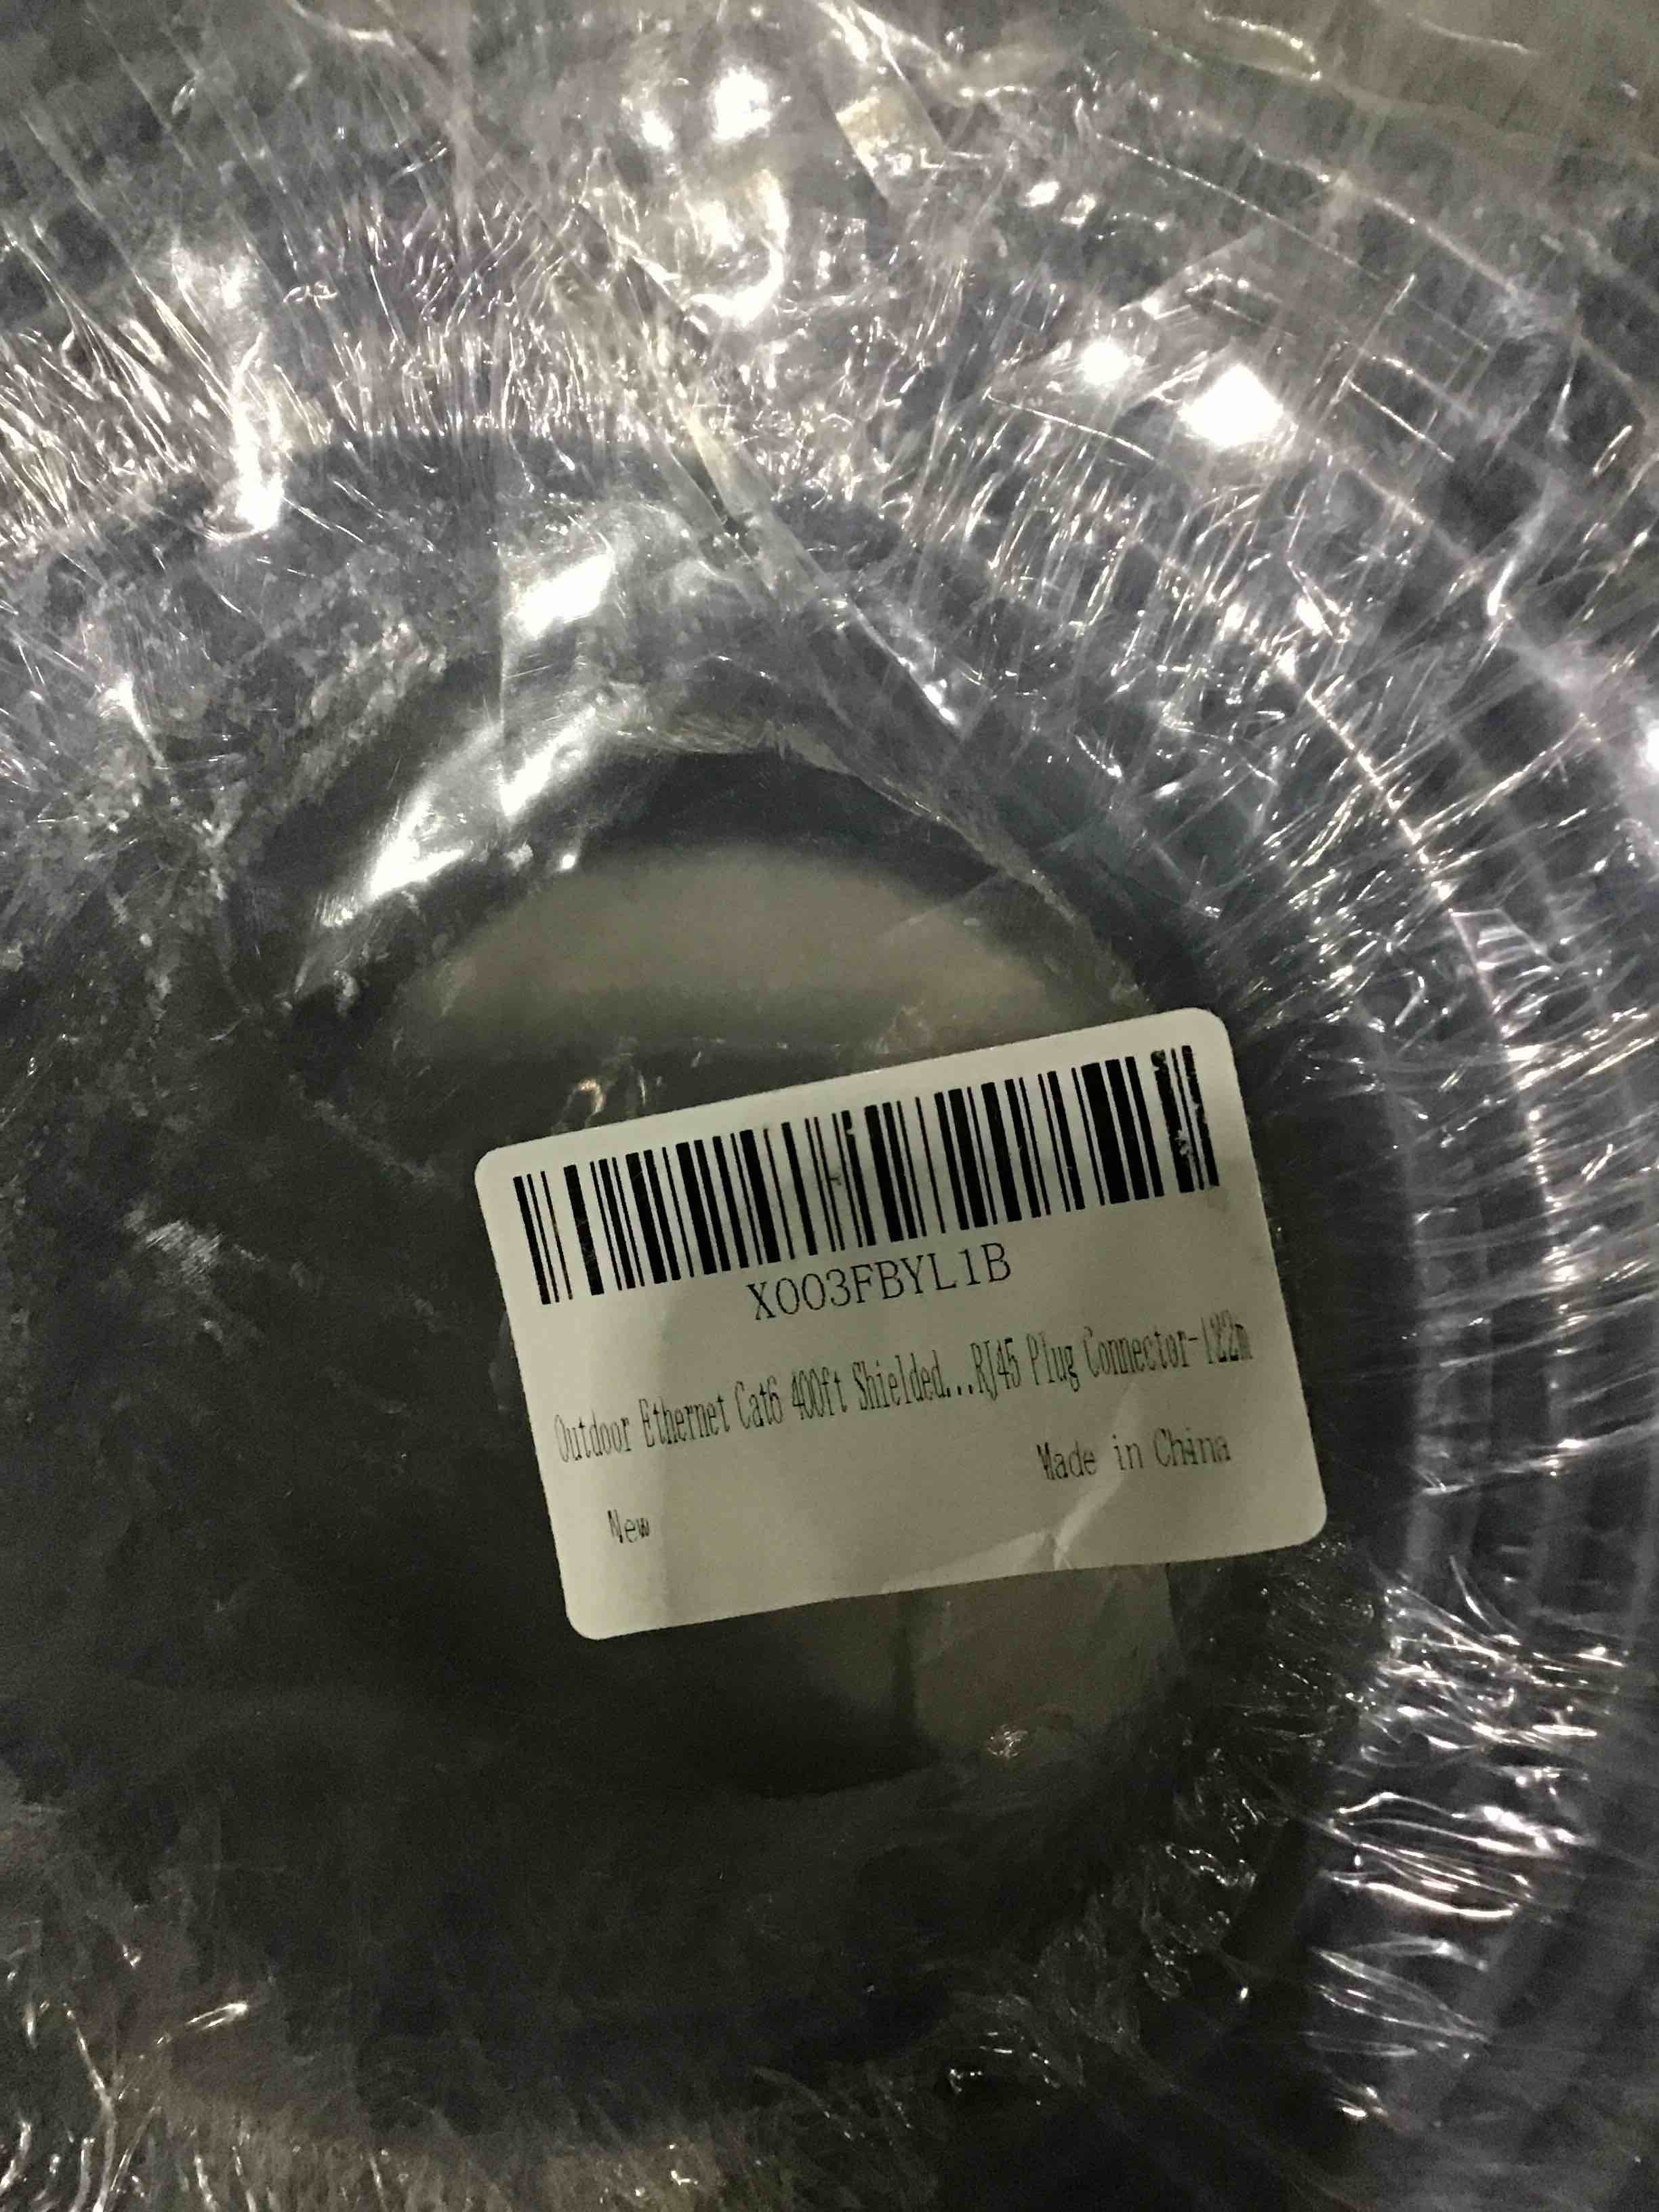 X003FBYL1B
Outdoor Ethernet Cat6 400ft Shielded...RJ45 Plug Connector-122m
Made in China
New